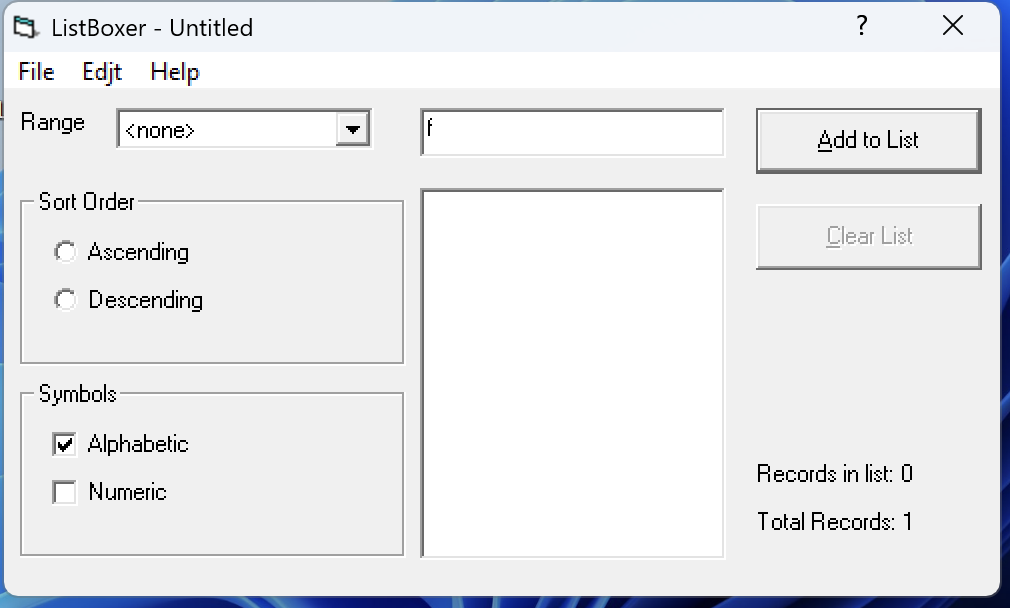 ListBoxer - Untitled
?
File Edjt Help
Range
<none>
f
Add to List
Sort Order
Ascending
Descending
Clear List
Symbols
Alphabetic
Numeric
Records in list: 0
Total Records: 1